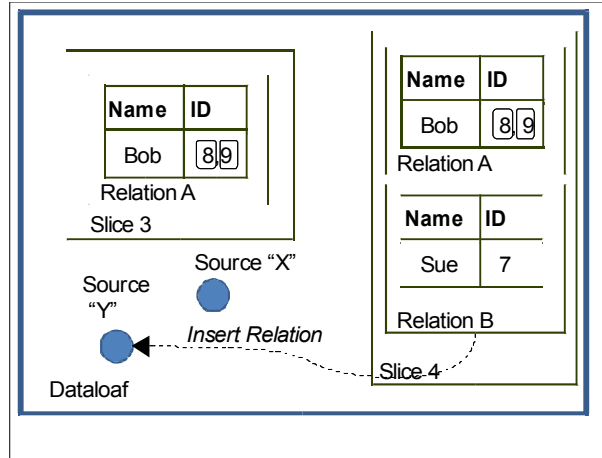 Name ID
Bob 8,9
Relation A
Slice 3
Name ID
Bob 8,9
Relation A
Name ID
Sue 7
Relation B
Slice 4
Source "X"
Source
"Y"
Insert Relation
Dataloaf